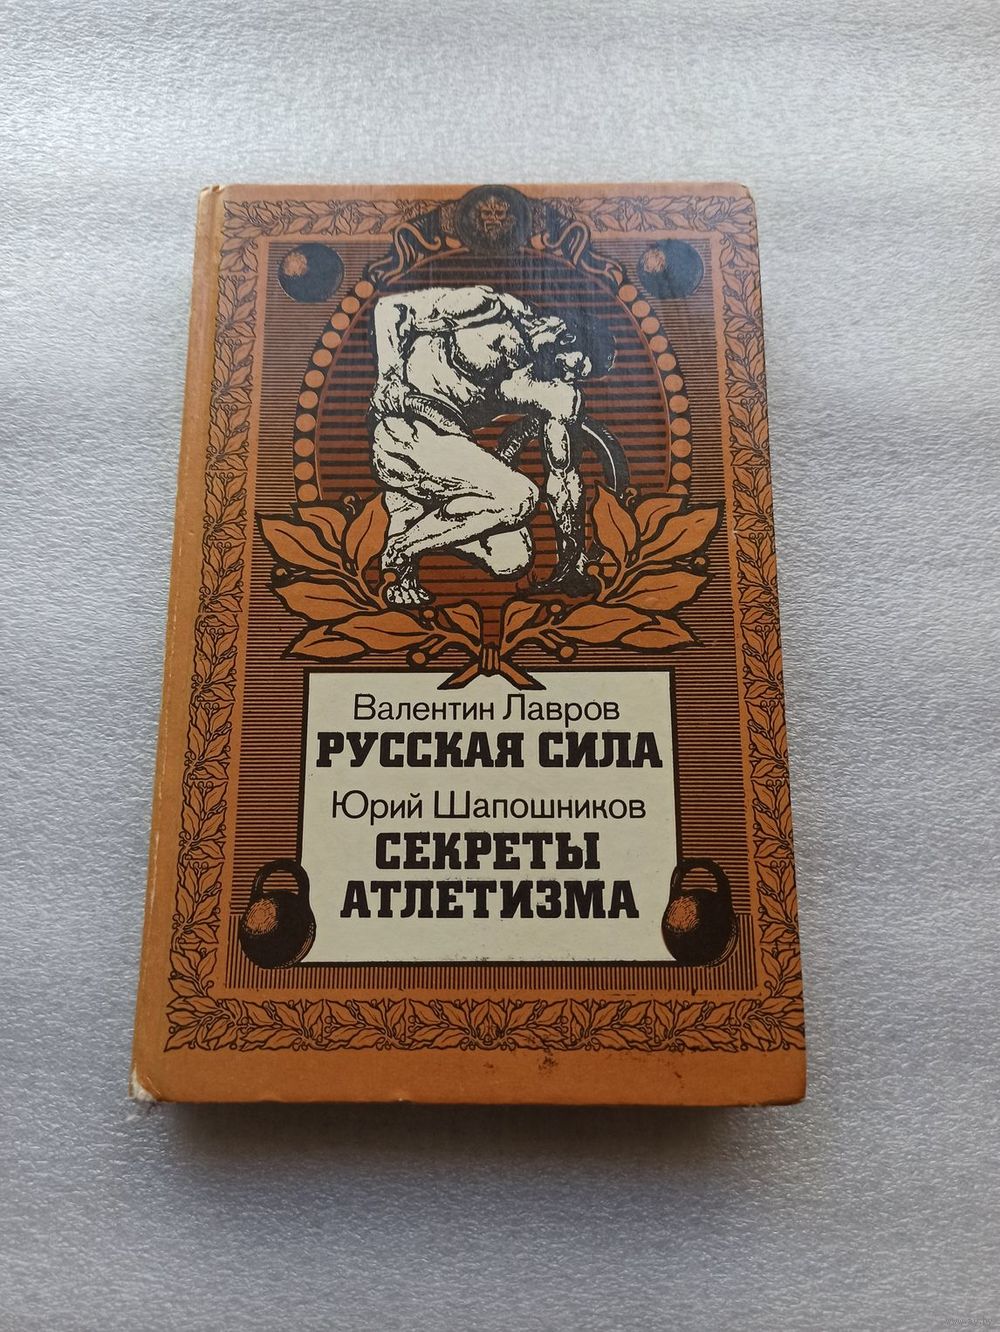 Валентин Лавров
РУССКАЯ СИЛА
Юрий Шапошников
СЕКРЕТЫ
АТЛЕТИЗМА